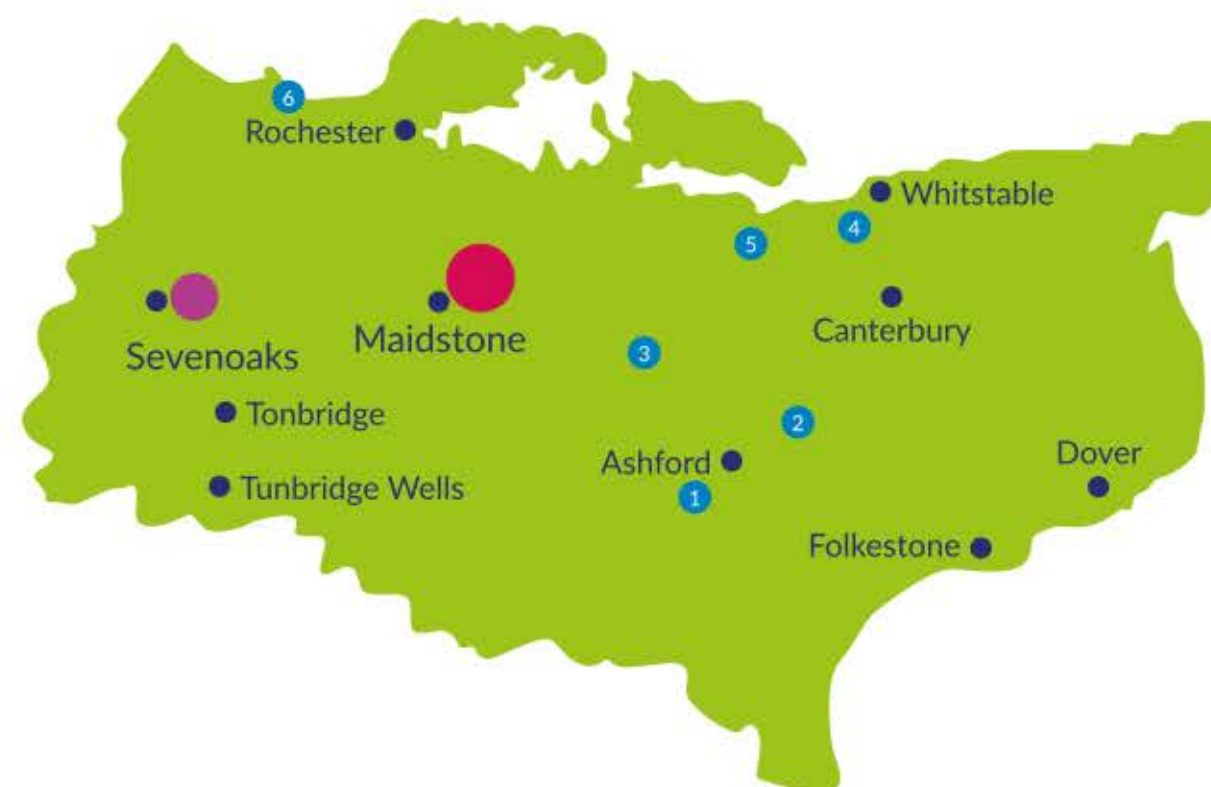 6
Rochester
Whitstable
4
5
Maidstone
Canterbury
Sevenoaks
3
Tonbridge
2
Ashford
Dover
Tunbridge Wells
1
Folkestone